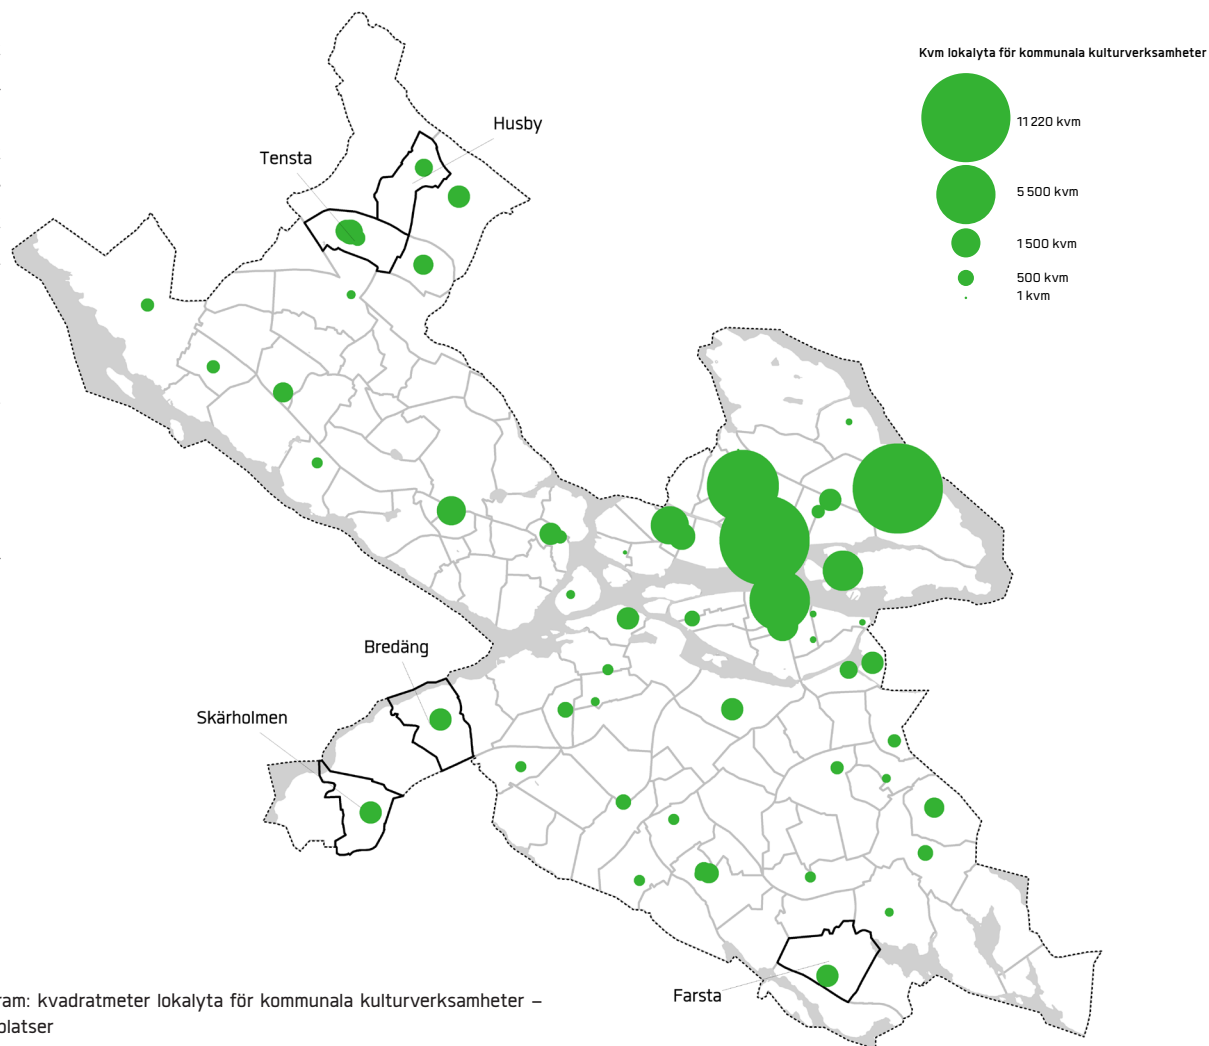 Kvm lokalyta för kommunala kulturverksamheter
11 220 kvm
5 500 kvm
1 500 kvm
500 kvm
1 kvm
Husby
Tensta
Bredäng
Skärholmen
Farsta
kvadratmeter lokalyta för kommunala kulturverksamheter –